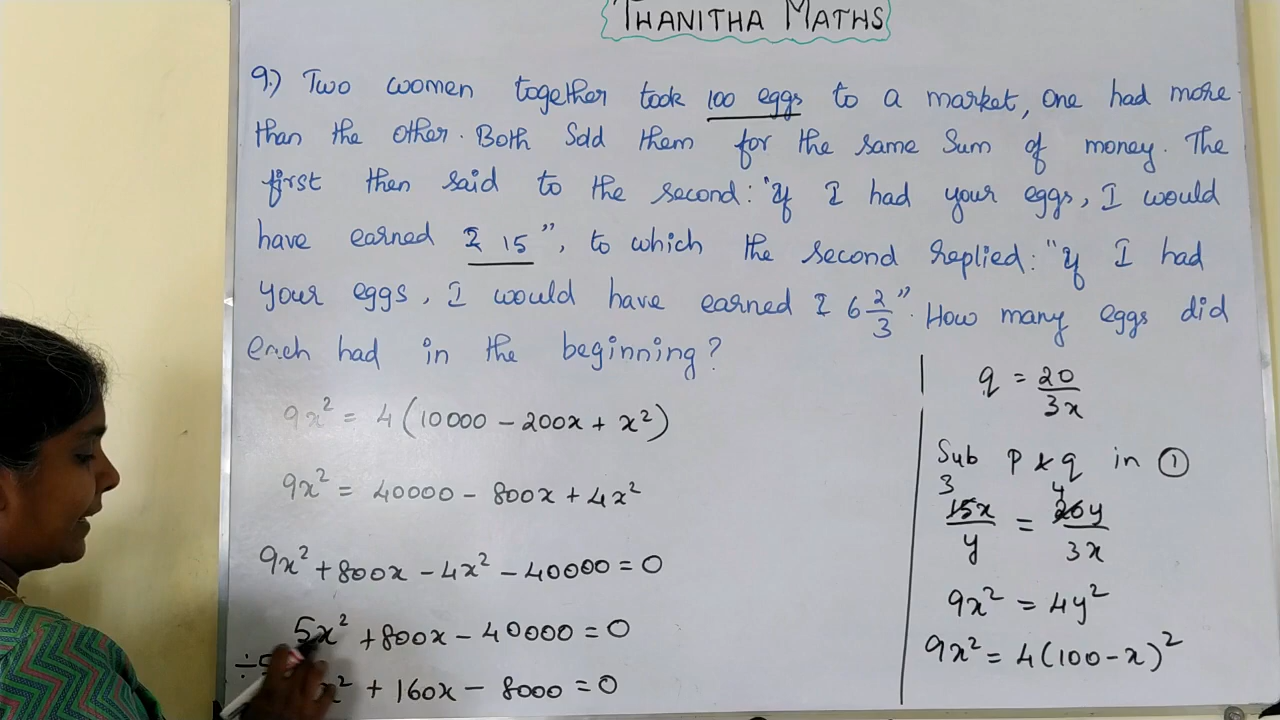 THANITHA MATHS
9.) Two women together took 100 eggs to a market, one had more
than the other. Both Sold them for the same Sum of money. The
first then said to the second: "If I had your eggs, I would
have earned ₹ 15", to which the second replied: "If I had
your eggs, I would have earned ₹ 6 2/3". How many eggs did
each had in the beginning?
9x² = 4(10000 - 200x + x²)
9x² = 40000 - 800x + 4x²
9x² + 800x - 4x² - 40000 = 0
5x² + 800x - 40000 = 0
÷5 x² + 160x - 8000 = 0
q = 20/3x
Sub P & q in ①
3 4
15x/y = 20y/3x
9x² = 4y²
9x² = 4(100-x)²